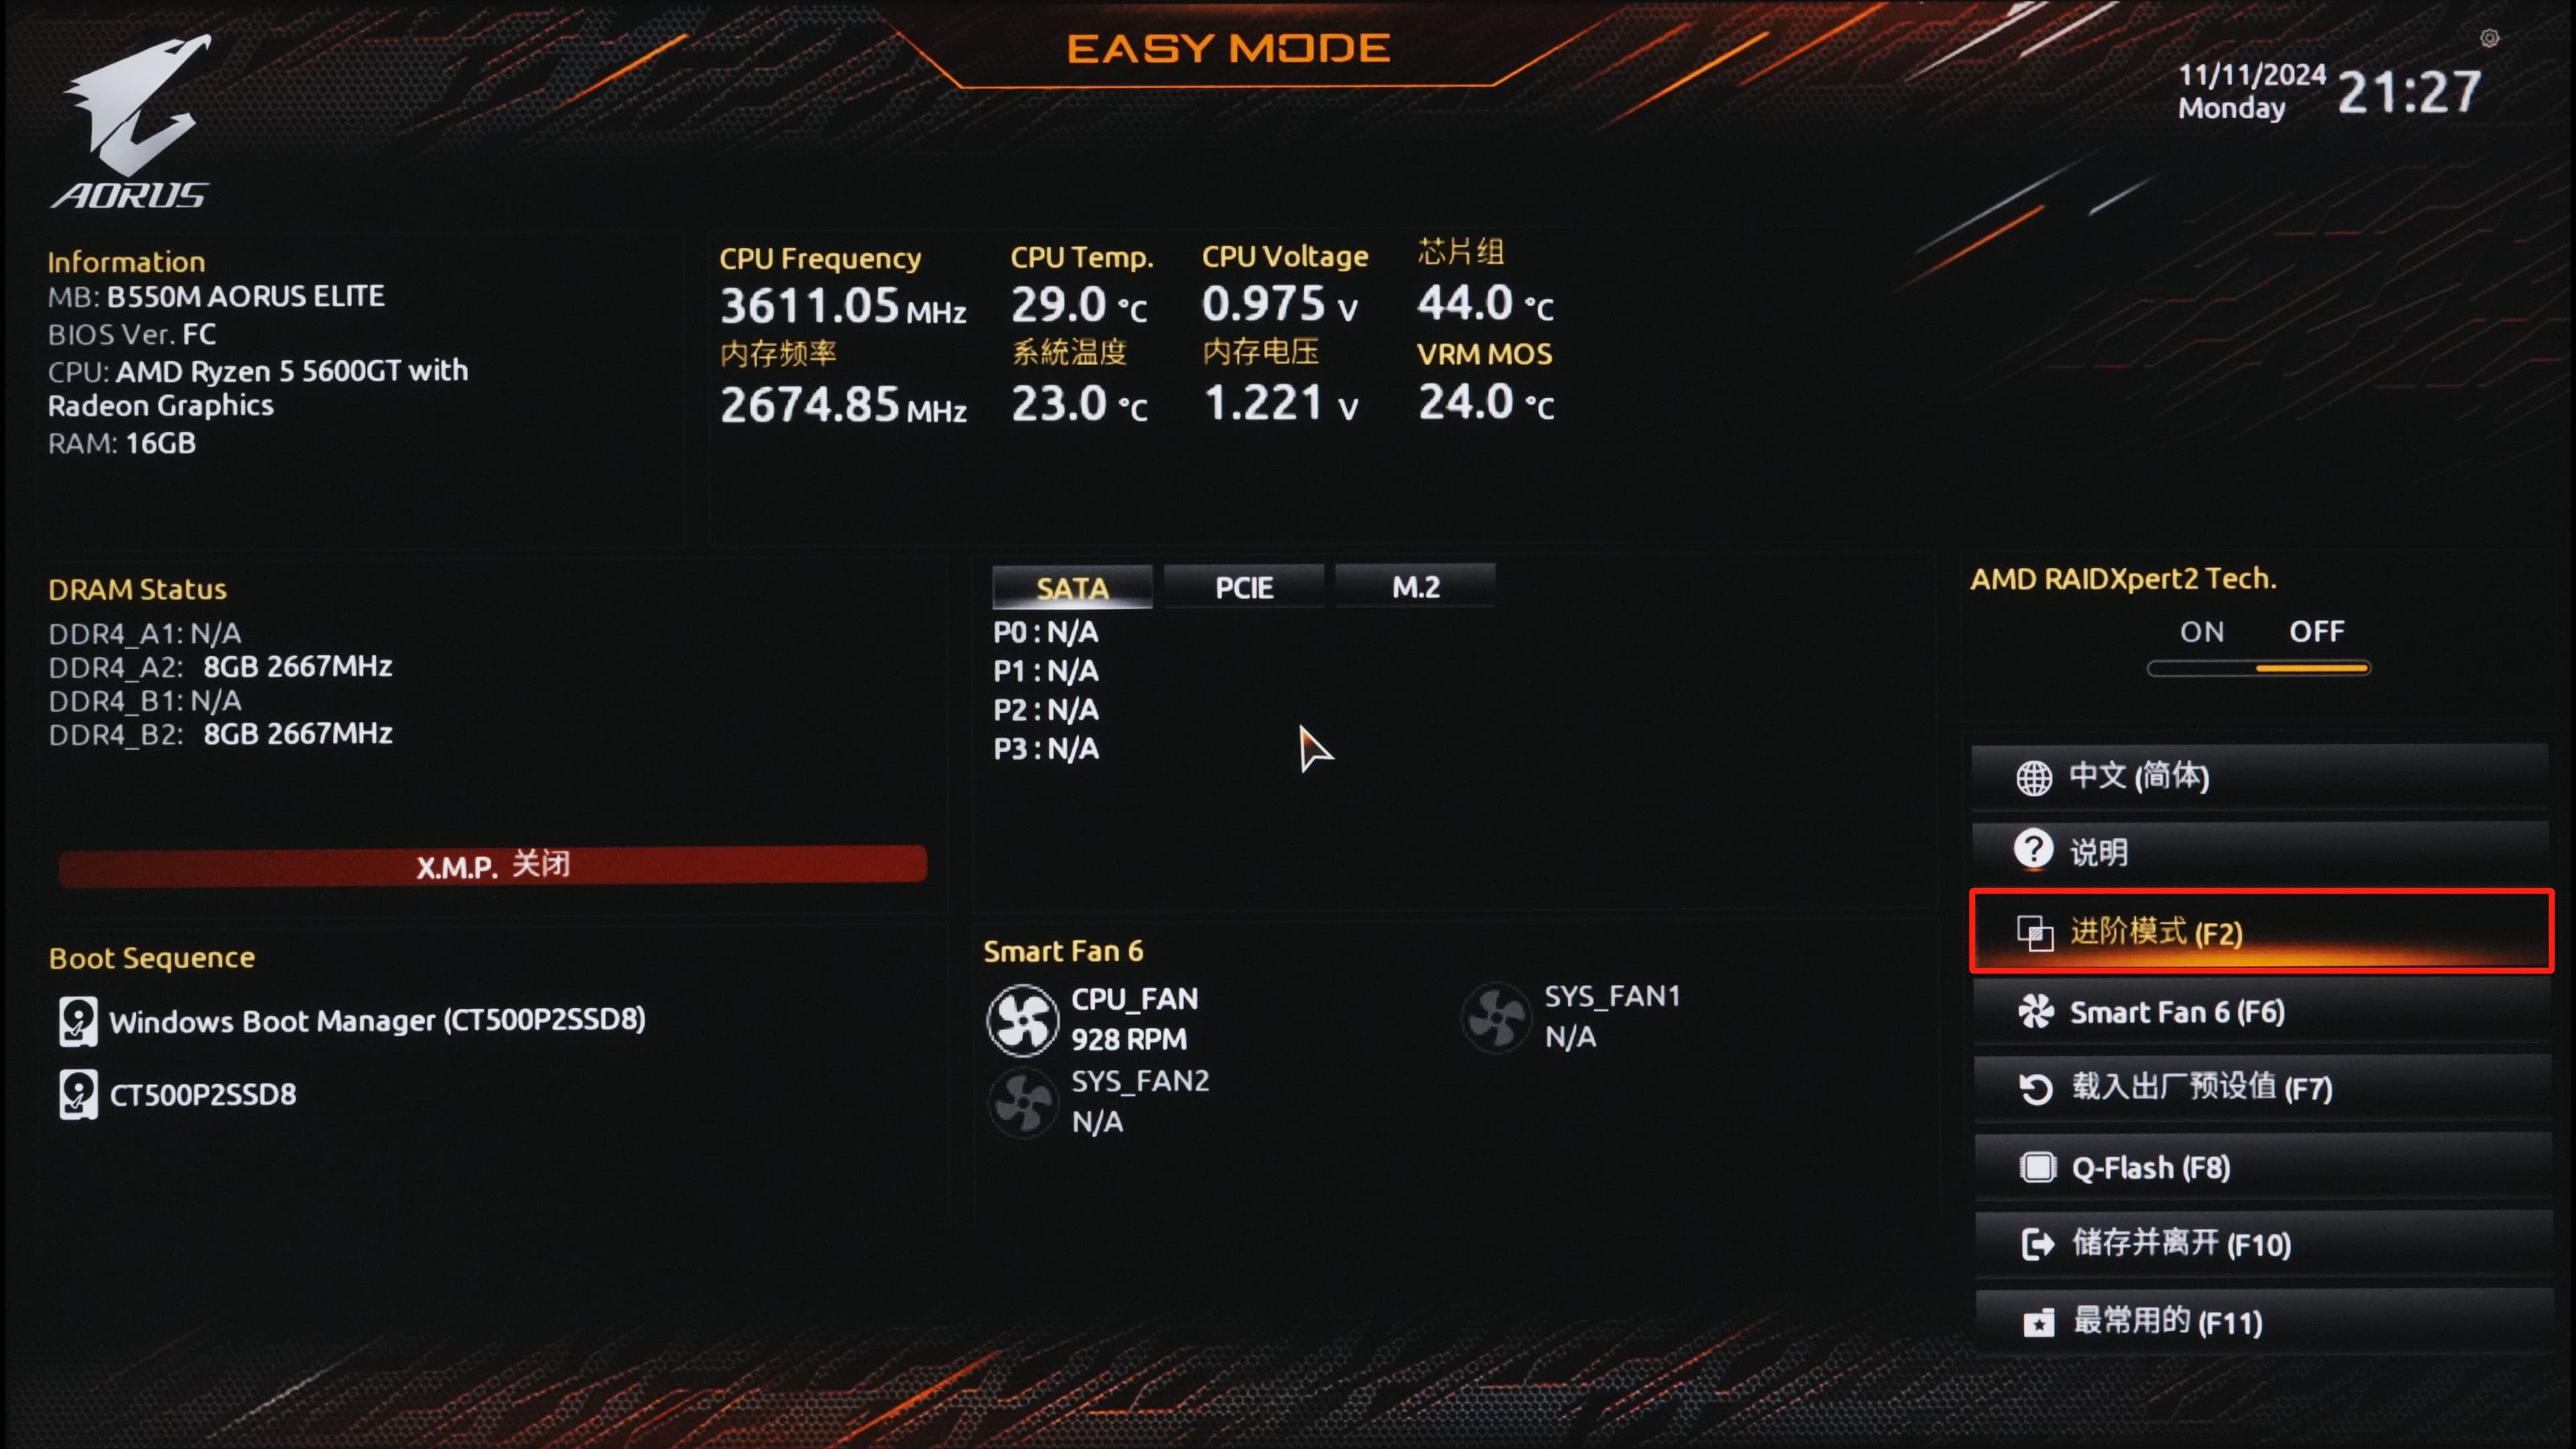 EASY MODE
11/11/2024
Monday
21:27
AORUS
Information
MB: B550M AORUS ELITE
BIOS Ver. FC
CPU: AMD Ryzen 5 5600GT with
Radeon Graphics
RAM: 16GB
CPU Frequency
3611.05 MHz
CPU Temp.
29.0 °C
CPU Voltage
0.975 V
芯片组
44.0 °C
内存频率
2674.85 MHz
系統温度
23.0 °C
内存电压
1.221 V
VRM MOS
24.0 °C
DRAM Status
DDR4_A1: N/A
DDR4_A2: 8GB 2667MHz
DDR4_B1: N/A
DDR4_B2: 8GB 2667MHz
X.M.P. 关闭
SATA PCIE M.2
P0 : N/A
P1 : N/A
P2 : N/A
P3 : N/A
Boot Sequence
Windows Boot Manager (CT500P2SSD8)
CT500P2SSD8
Smart Fan 6
CPU_FAN
928 RPM
SYS_FAN1
N/A
SYS_FAN2
N/A
AMD RAIDXpert2 Tech.
ON OFF
中文 (简体)
说明
进阶模式 (F2)
Smart Fan 6 (F6)
载入出厂预设值 (F7)
Q-Flash (F8)
储存并离开 (F10)
最常用的 (F11)